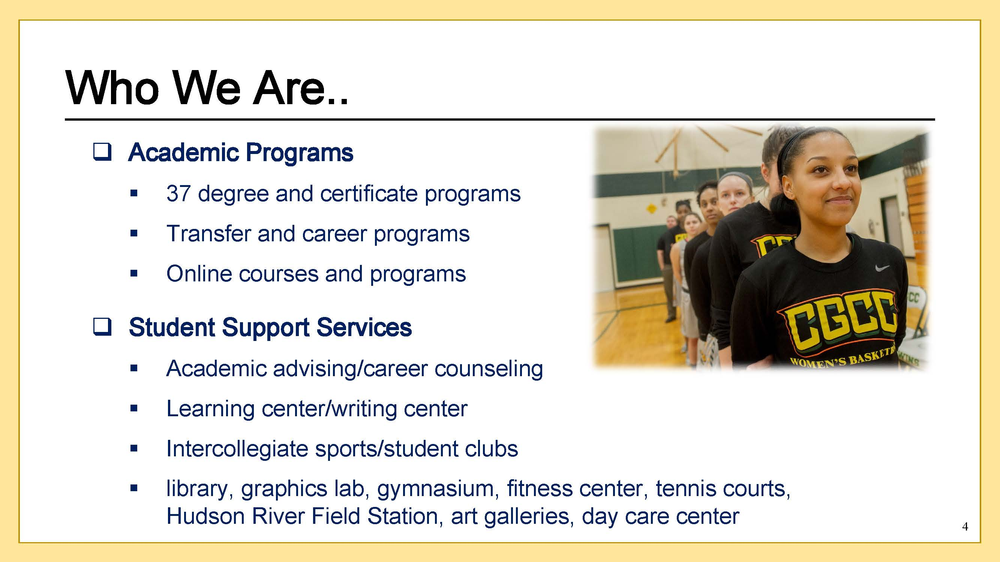 Who We Are..
❑ Academic Programs
▪ 37 degree and certificate programs
▪ Transfer and career programs
▪ Online courses and programs
❑ Student Support Services
▪ Academic advising/career counseling
▪ Learning center/writing center
▪ Intercollegiate sports/student clubs
▪ library, graphics lab, gymnasium, fitness center, tennis courts,
Hudson River Field Station, art galleries, day care center
CGCC
WOMEN'S BASKETB
4